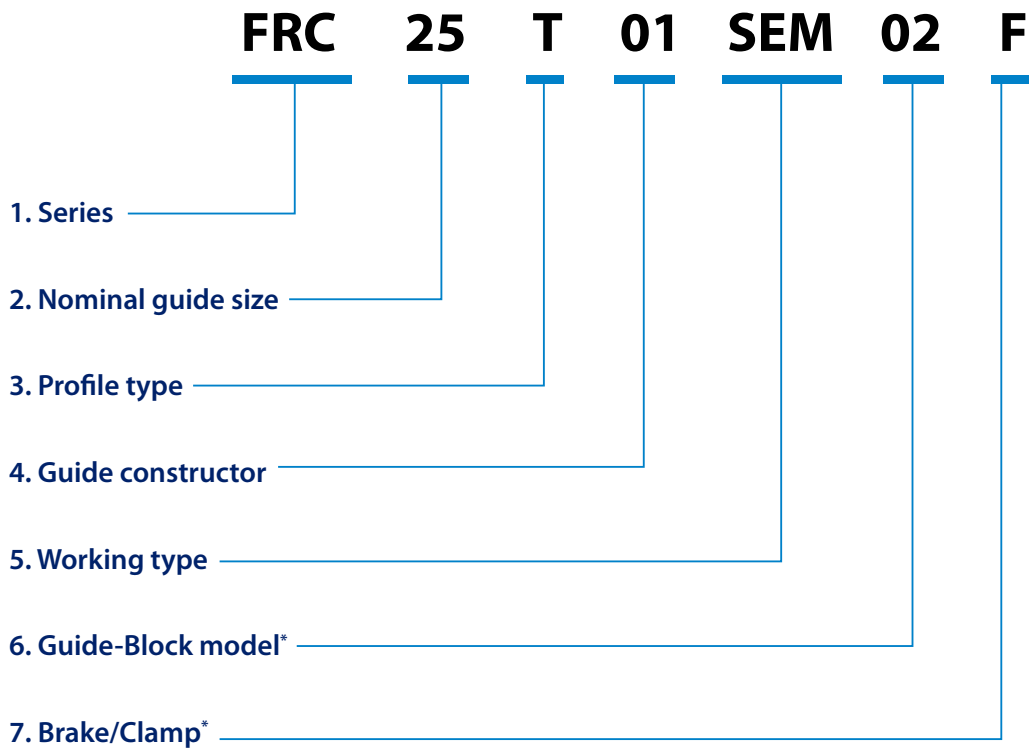 FRC 25 T 01 SEM 02 F
1. Series
2. Nominal guide size
3. Profile type
4. Guide constructor
5. Working type
6. Guide-Block model*
7. Brake/Clamp*